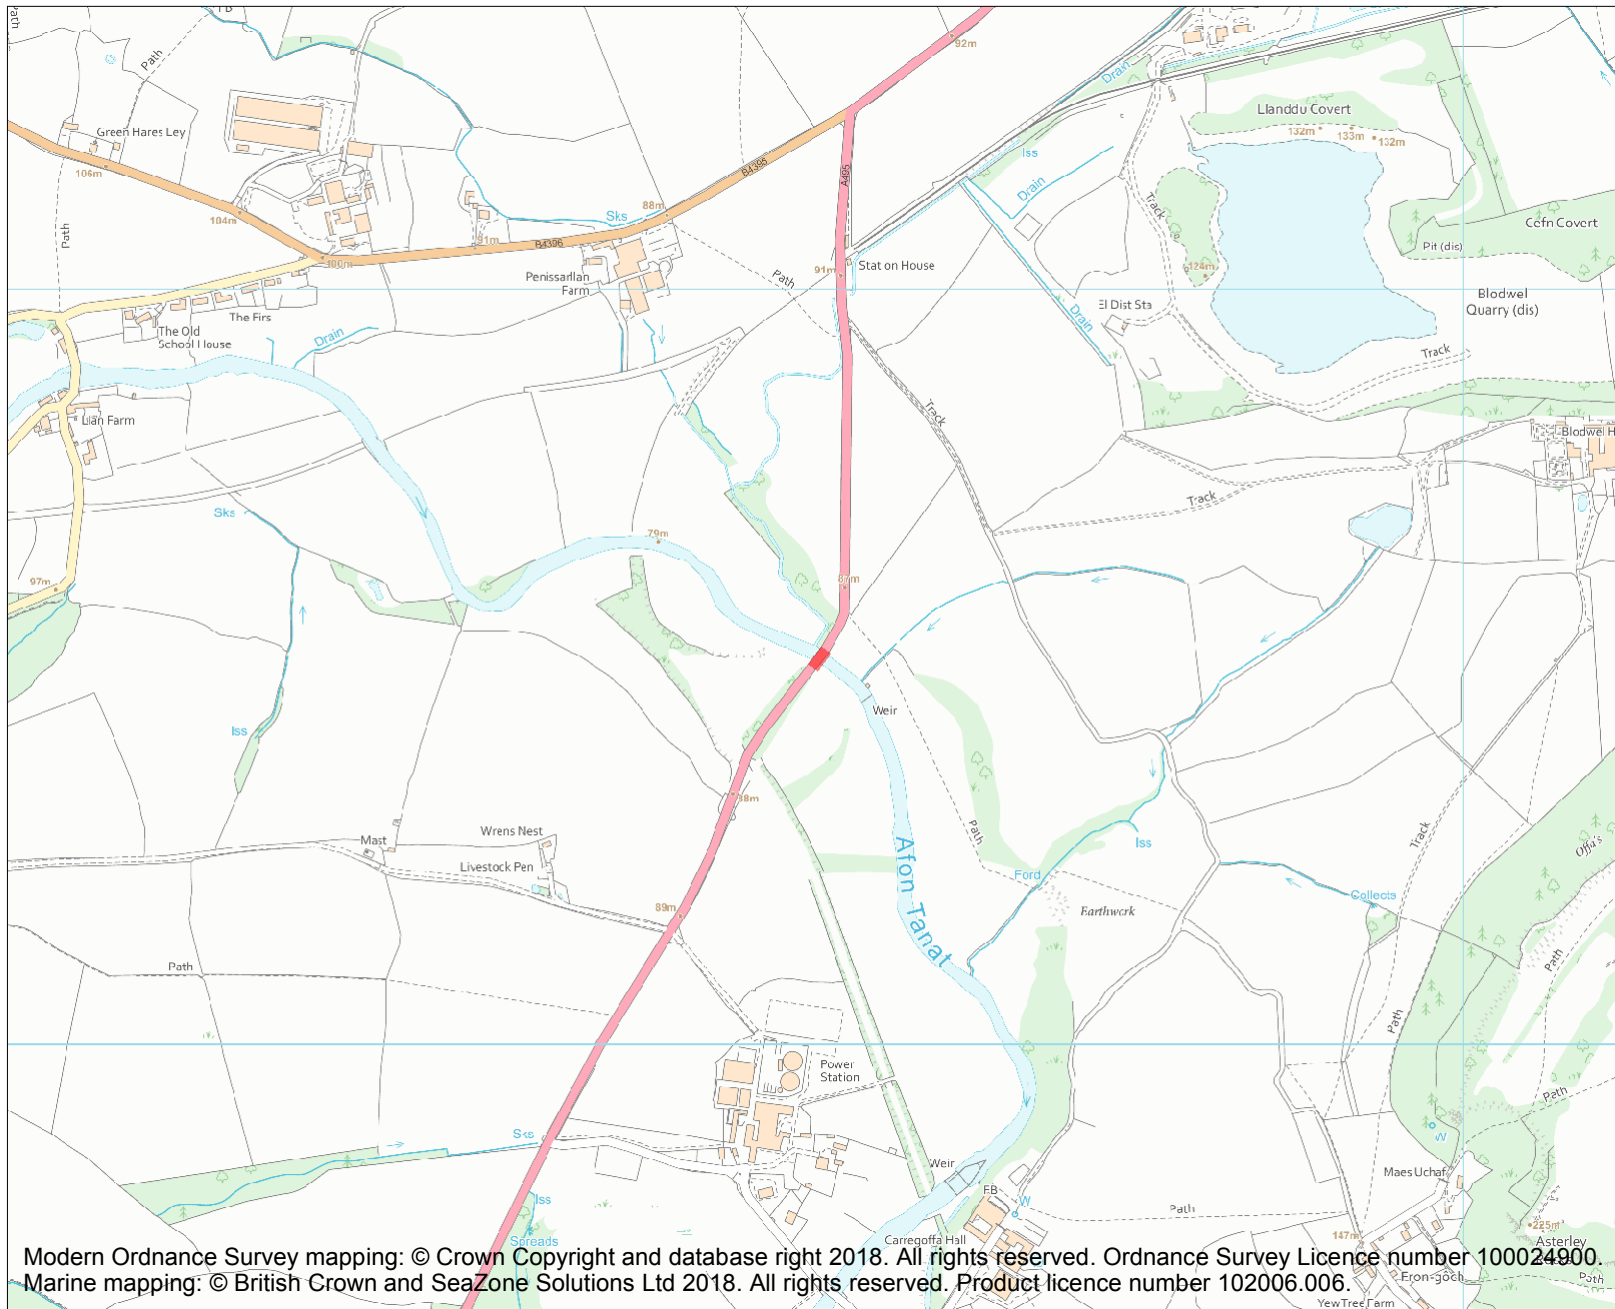 Path
FB
92m
Path
Drain
Llanddu Covert
132m
133m
132m
Green Hares Ley
106m
B4396
A495
Iss
Drain
Track
104m
88m
Sks
Path
Cefn Covert
Pit (dis)
91m
B4396
100m
Penissarllan
Farm
Path
91m
Station House
124m
El Dist Sta
Blodwel
Quarry (dis)
Drain
The Firs
The Old
School House
Drain
Track
Llan Farm
Track
Blodwel H
Sks
Track
79m
97m
87m
Weir
Iss
88m
Wrens Nest
Mast
Livestock Pen
Path
Track
Offa's
Iss
Afon Tanat
Ford
Collects
Earthwork
89m
Path
Path
Path
Power
Station
Path
W
Sks
Weir
Maes Uchaf
FB
W
Iss
Path
Spreads
Carregoffa Hall
147m
225m
Asterley
Modern Ordnance Survey mapping: © Crown Copyright and database right 2018. All rights reserved. Ordnance Survey Licence number 100024900.
Fron-goch
Path
Marine mapping: © British Crown and SeaZone Solutions Ltd 2018. All rights reserved. Product licence number 102006.006.
Yew Tree Farm